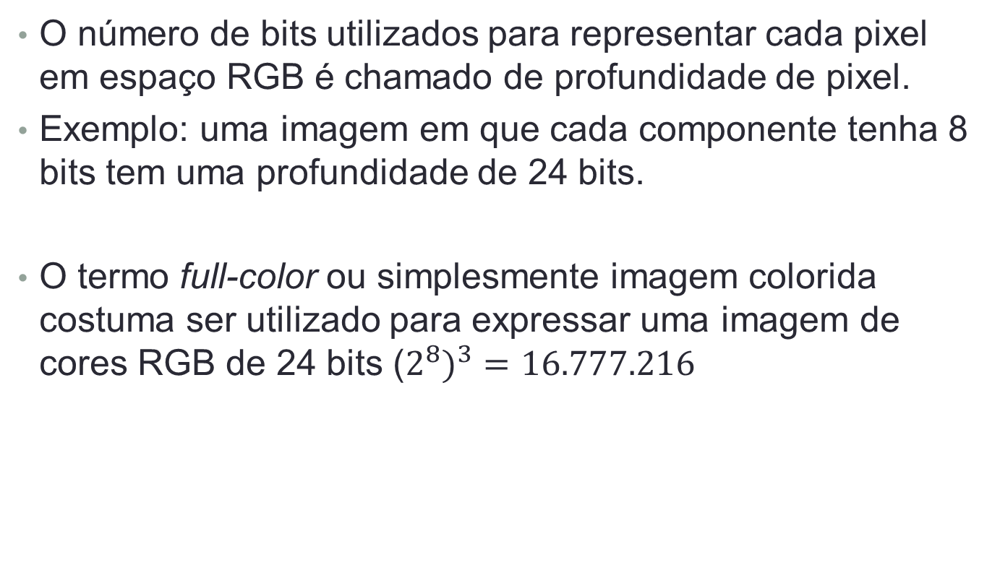 • O número de bits utilizados para representar cada pixel
em espaço RGB é chamado de profundidade de pixel.
• Exemplo: uma imagem em que cada componente tenha 8
bits tem uma profundidade de 24 bits.
• O termo full-color ou simplesmente imagem colorida
costuma ser utilizado para expressar uma imagem de
cores RGB de 24 bits (2⁸)³ = 16.777.216